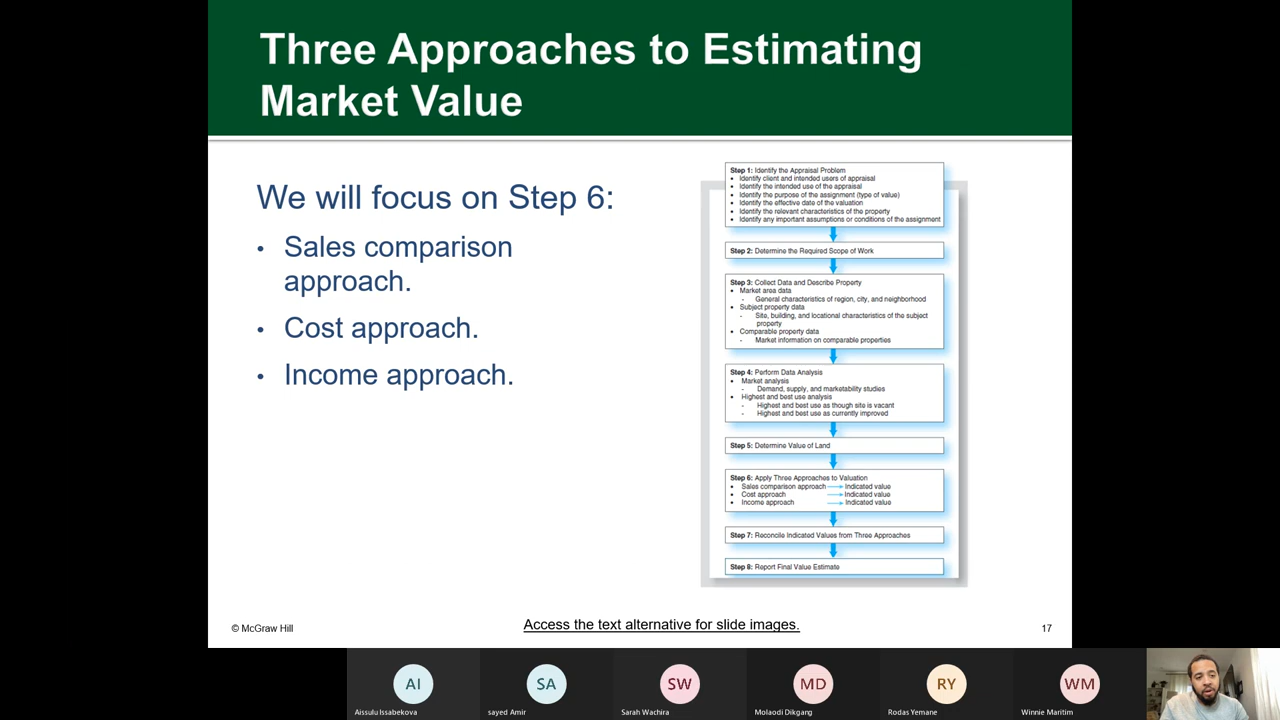 Three Approaches to Estimating
Market Value
We will focus on Step 6:
• Sales comparison
approach.
• Cost approach.
• Income approach.
Step 1: Identify the Appraisal Problem
• Identify client and intended users of appraisal
• Identify the intended use of the appraisal
• Identify the purpose of the assignment (type of value)
• Identify the effective date of the valuation
• Identify the relevant characteristics of the property
• Identify any important assumptions or conditions of the assignment
Step 2: Determine the Required Scope of Work
Step 3: Collect Data and Describe Property
• Market area data
- General characteristics of region, city, and neighborhood
• Subject property data
- Site, building, and locational characteristics of the subject
property
• Comparable property data
- Market information on comparable properties
Step 4: Perform Data Analysis
• Market analysis
- Demand, supply, and marketability studies
• Highest and best use analysis
- Highest and best use as though site is vacant
- Highest and best use as currently improved
Step 5: Determine Value of Land
Step 6: Apply Three Approaches to Valuation
• Sales comparison approach → Indicated value
• Cost approach → Indicated value
• Income approach → Indicated value
Step 7: Reconcile Indicated Values from Three Approaches
Step 8: Report Final Value Estimate
© McGraw Hill
Access the text alternative for slide images.
17
AI
SA
SW
MD
RY
WM
Aissulu Issabekova
sayed Amir
Sarah Wachira
Molaodi Dikgang
Rodas Yemane
Winnie Maritim